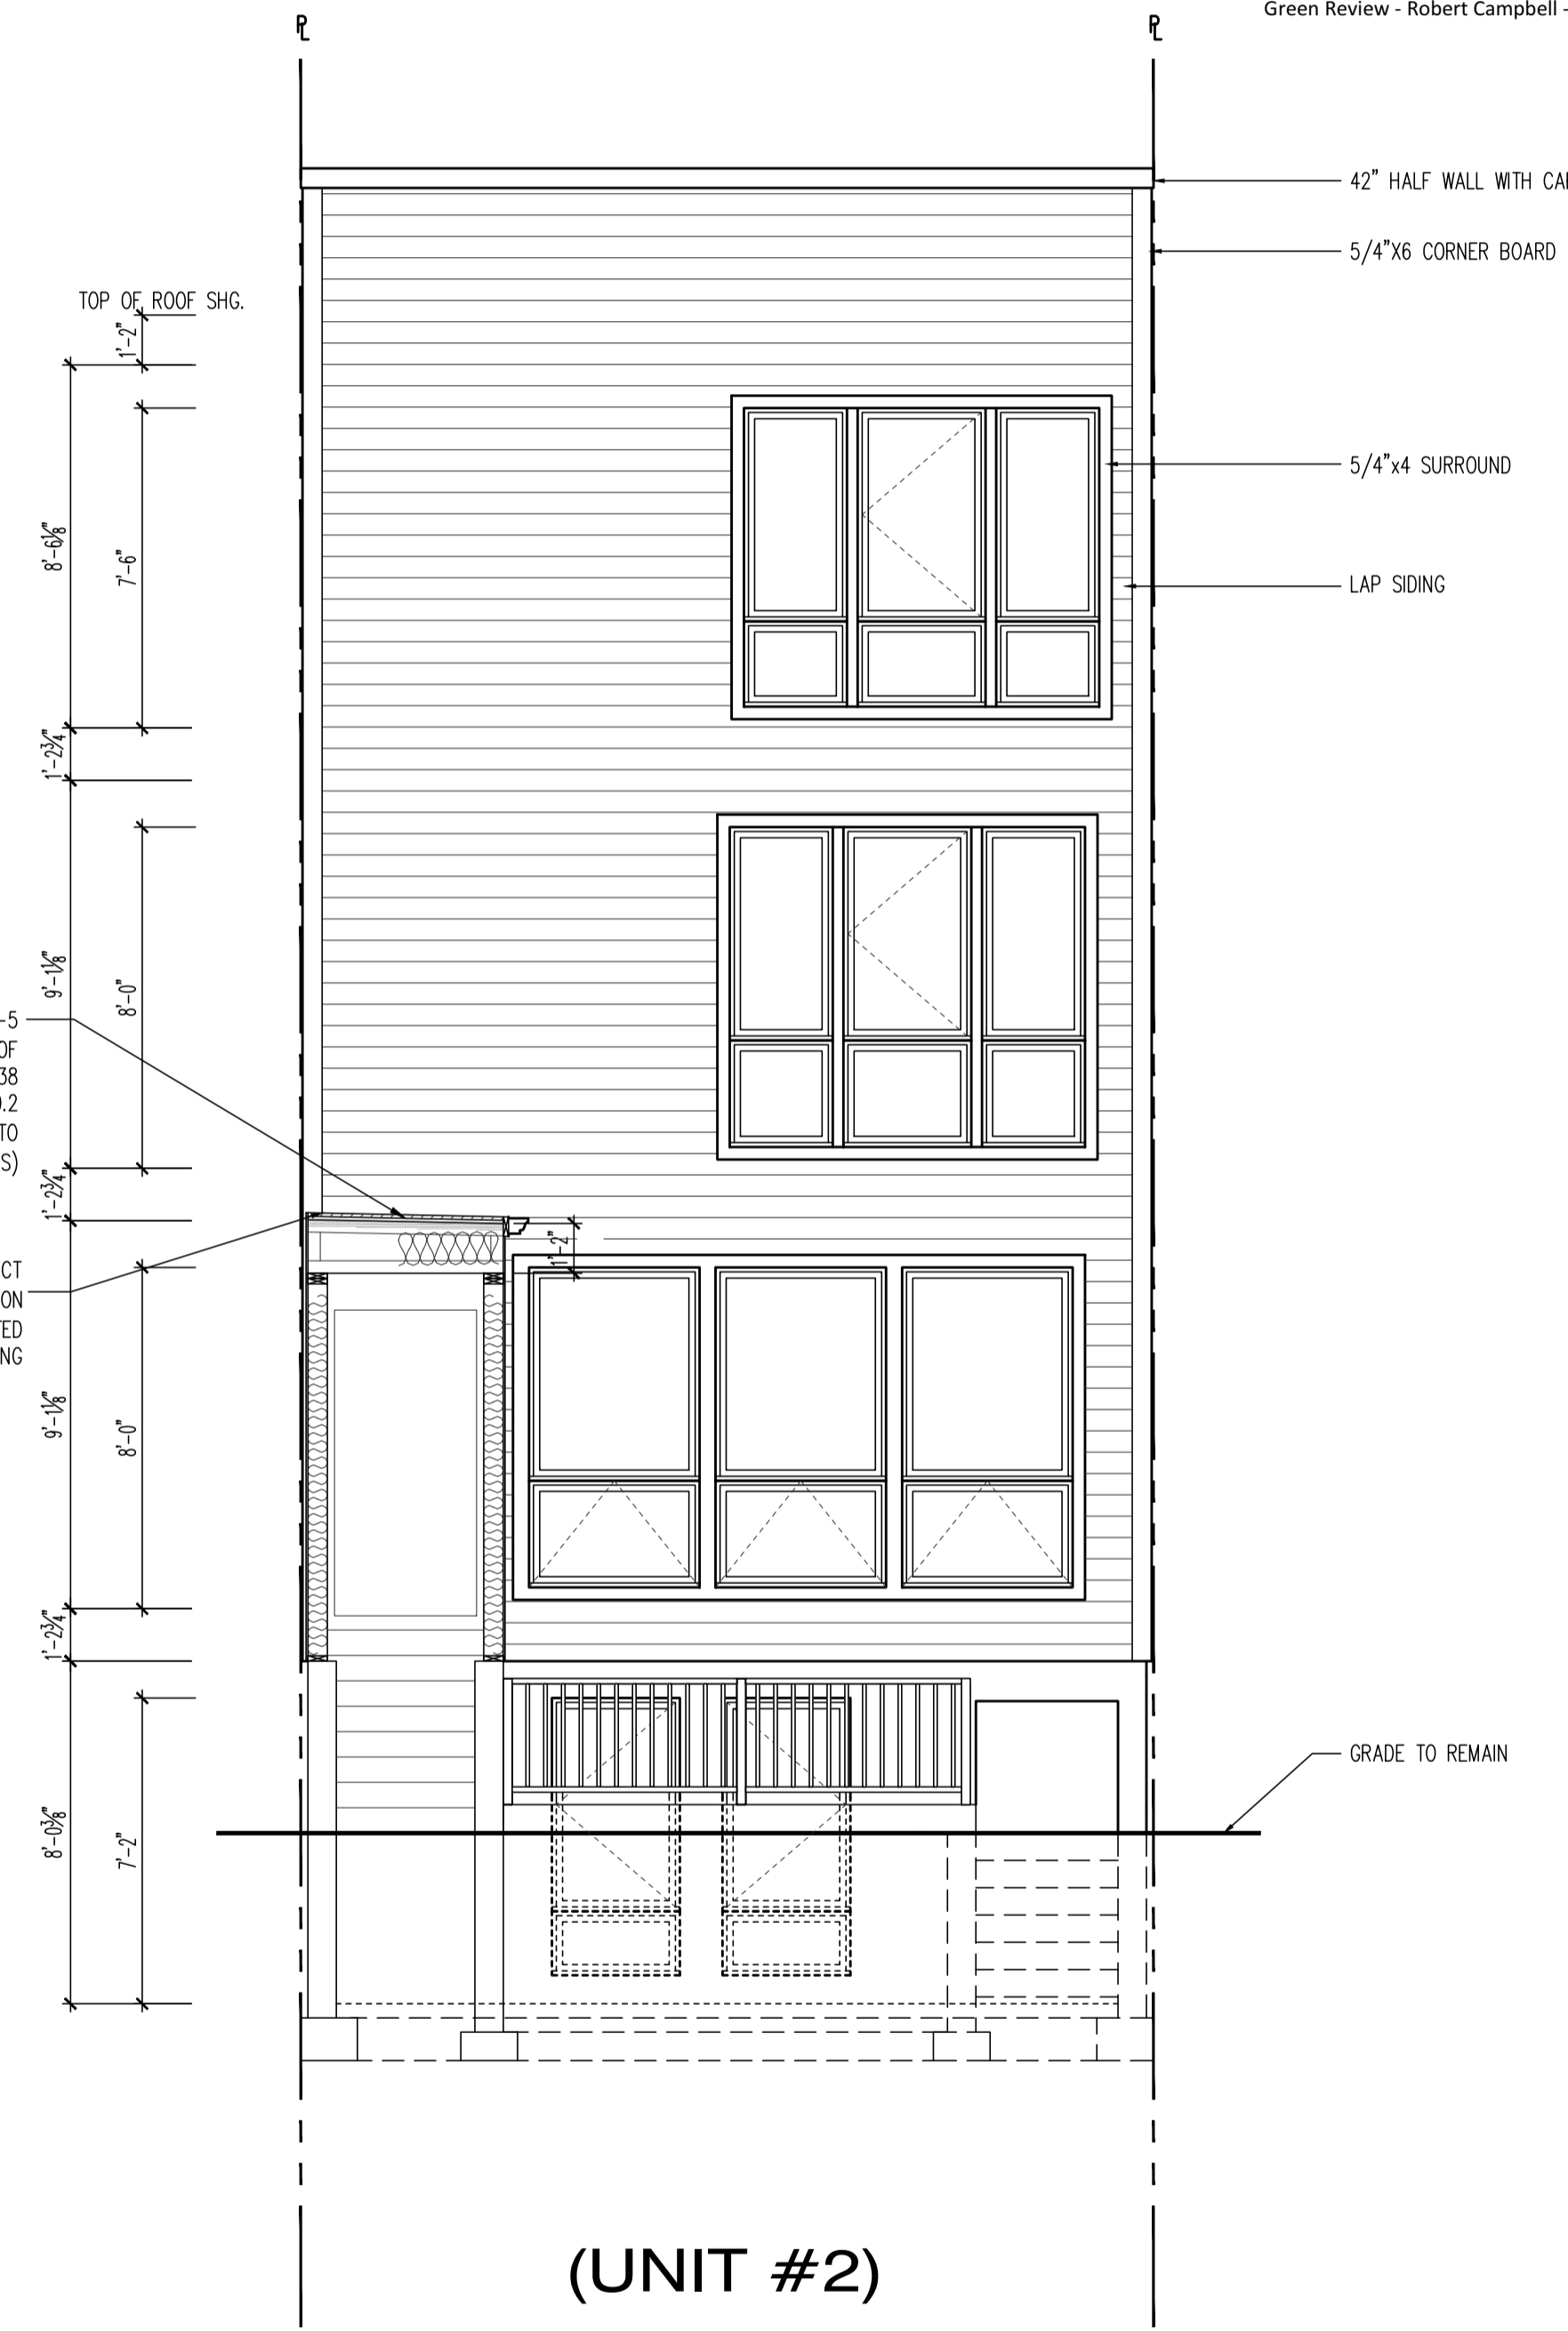 Green Review - Robert Campbell -
PL
PL
42" HALF WALL WITH
5/4"X6 CORNER BOARD
TOP OF ROOF SHG.
1'-2"
5/4"x4 SURROUND
8'-6⅛"
7'-6"
LAP SIDING
1'-2¾"
9'-1⅛"
8'-0"
-5
OF
38
0.2
TO
S)
1'-2¾"
1'-2"
CT
ON
TED
NG
9'-1⅛"
8'-0"
1'-2¾"
GRADE TO REMAIN
8'-0⅜"
7'-2"
(UNIT #2)